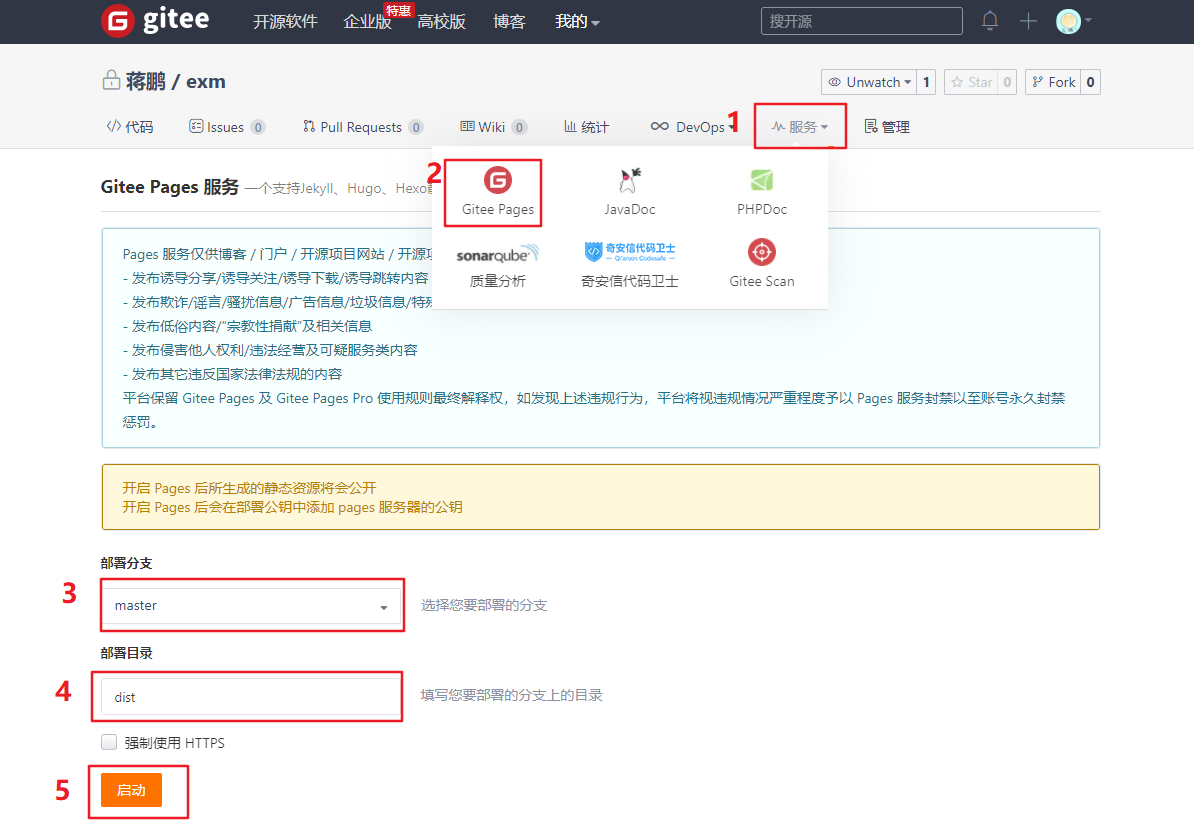 gitee
开源软件 企业版 特惠 高校版 博客 我的 搜开源
蒋鹏 / exm
Unwatch 1 Star 0 Fork 0
代码 Issues 0 Pull Requests 0 Wiki 0 统计 DevOps 1 服务 管理
Gitee Pages 服务 一个支持Jekyll、Hugo、Hexo
2 Gitee Pages JavaDoc PHPDoc
sonarqube 奇安信代码卫士 Qi'anxin Codesafe
质量分析 奇安信代码卫士 Gitee Scan
Pages 服务仅供博客 / 门户 / 开源项目网站 / 开源
- 发布诱导分享/诱导关注/诱导下载/诱导跳转内容
- 发布欺诈/谣言/骚扰信息/广告信息/垃圾信息/特
- 发布低俗内容/“宗教性捐献”及相关信息
- 发布侵害他人权利/违法经营及可疑服务类内容
- 发布其它违反国家法律法规的内容
平台保留 Gitee Pages 及 Gitee Pages Pro 使用规则最终解释权，如发现上述违规行为，平台将视违规情况严重程度予以 Pages 服务封禁以至账号永久封禁
惩罚。
开启 Pages 后所生成的静态资源将会公开
开启 Pages 后会在部署公钥中添加 pages 服务器的公钥
部署分支
3 master 选择您要部署的分支
部署目录
4 dist 填写您要部署的分支上的目录
强制使用 HTTPS
5 启动